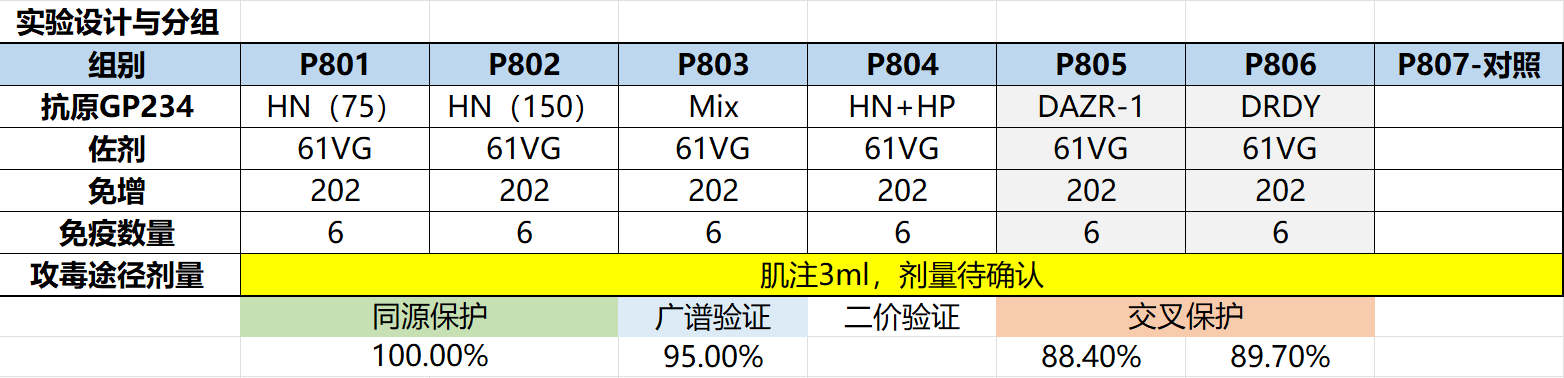 实验设计与分组
组别 P801 P802 P803 P804 P805 P806 P807-对照
抗原GP234 HN（75） HN（150） Mix HN+HP DAZR-1 DRDY
佐剂 61VG 61VG 61VG 61VG 61VG 61VG
免增 202 202 202 202 202 202
免疫数量 6 6 6 6 6 6
攻毒途径剂量 肌注3ml，剂量待确认
同源保护 广谱验证 二价验证 交叉保护
100.00% 95.00% 88.40% 89.70%